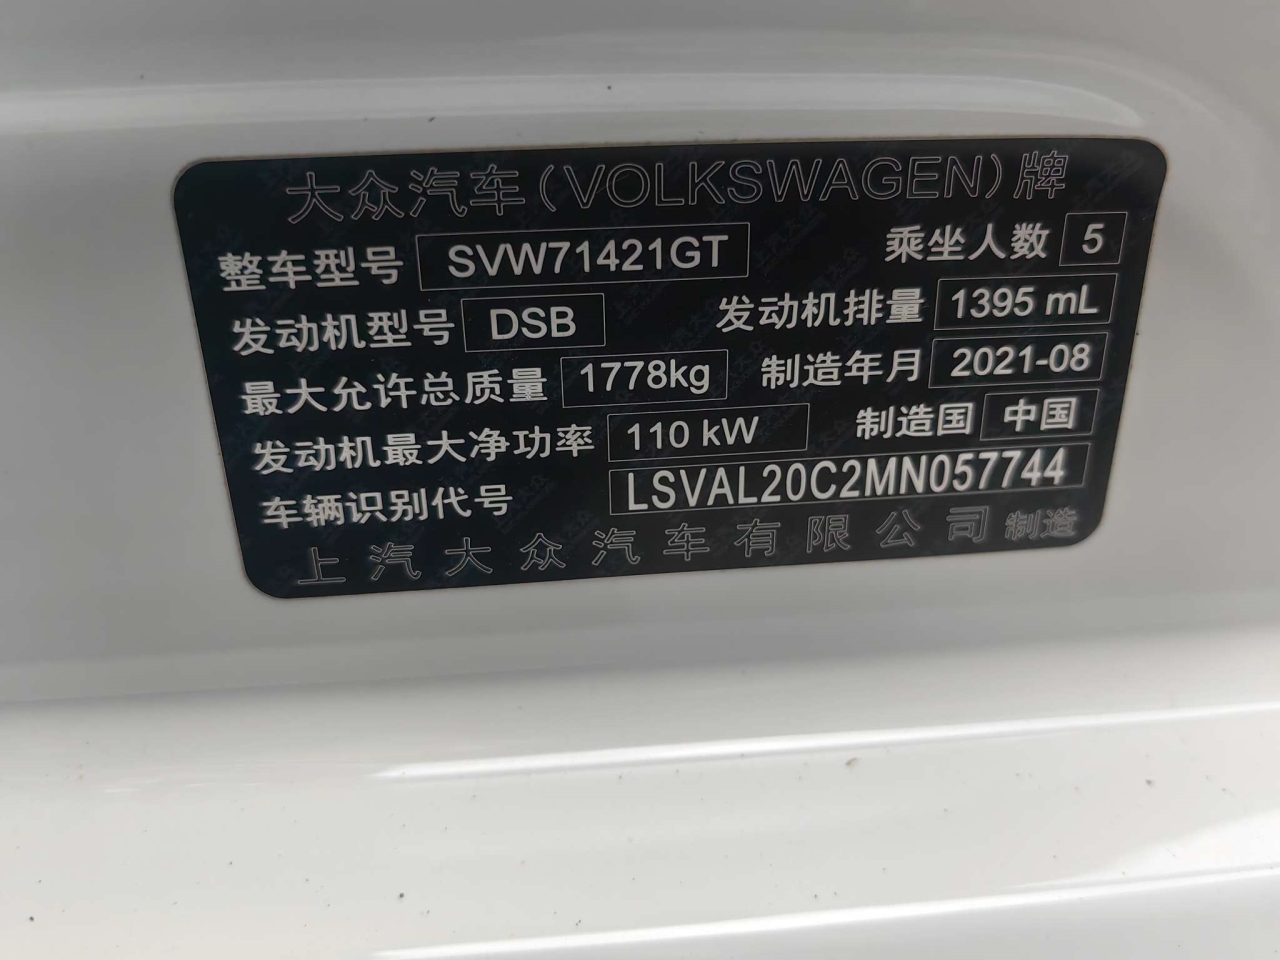 大众汽车(VOLKSWAGEN)牌
整车型号 SVW71421GT 乘坐人数 5
发动机型号 DSB 发动机排量 1395 mL
最大允许总质量 1778kg 制造年月 2021-08
发动机最大净功率 110 kW 制造国 中国
车辆识别代号 LSVAL20C2MN057744
上汽大众汽车有限公司 制造